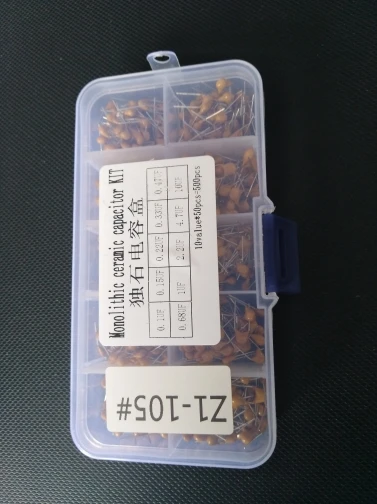 Monolithic ceramic capacitor KIT
独石电容盒
0.1UF 0.15UF 0.22UF 0.33UF 0.47UF
0.68UF 1UF 2.2UF 4.7UF 10UF
10value*50pcs=500pcs
Z1-105#